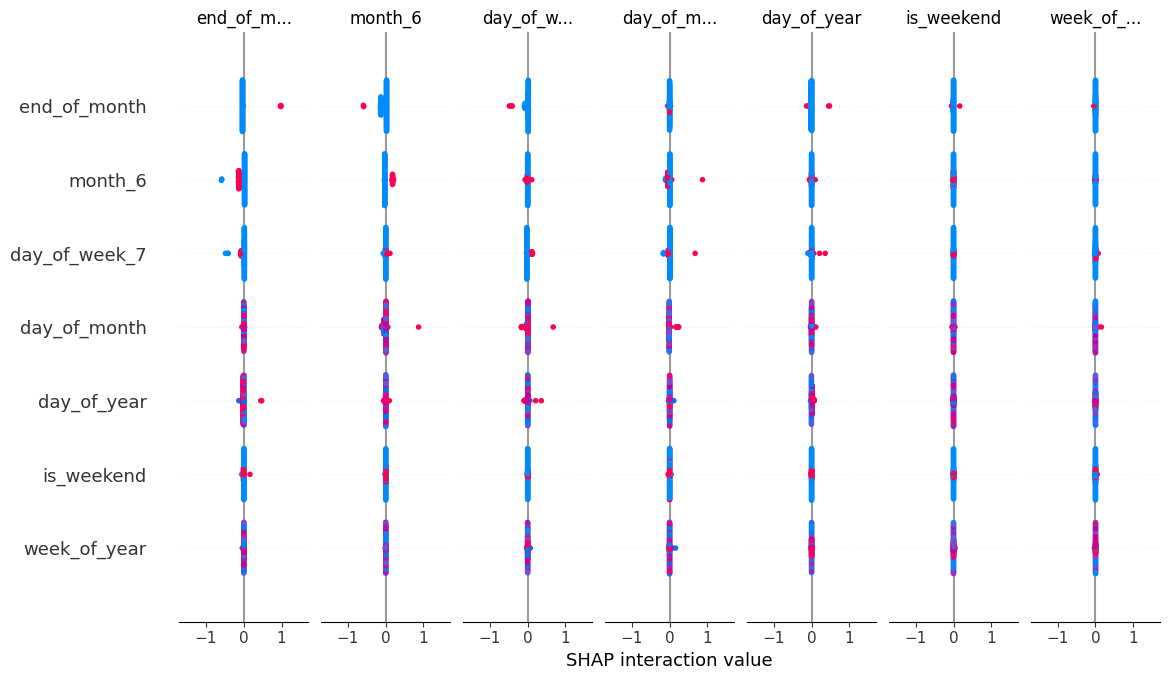 end_of_m... month_6 day_of_w... day_of_m... day_of_year is_weekend week_of_...
end_of_month
month_6
day_of_week_7
day_of_month
day_of_year
is_weekend
week_of_year
−1 0 1 −1 0 1 −1 0 1 −1 0 1 −1 0 1 −1 0 1 −1 0 1
SHAP interaction value